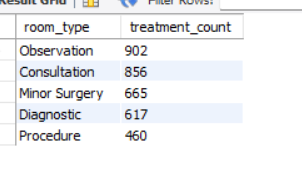 Result Grid Filter Rows:
room_type treatment_count
Observation 902
Consultation 856
Minor Surgery 665
Diagnostic 617
Procedure 460